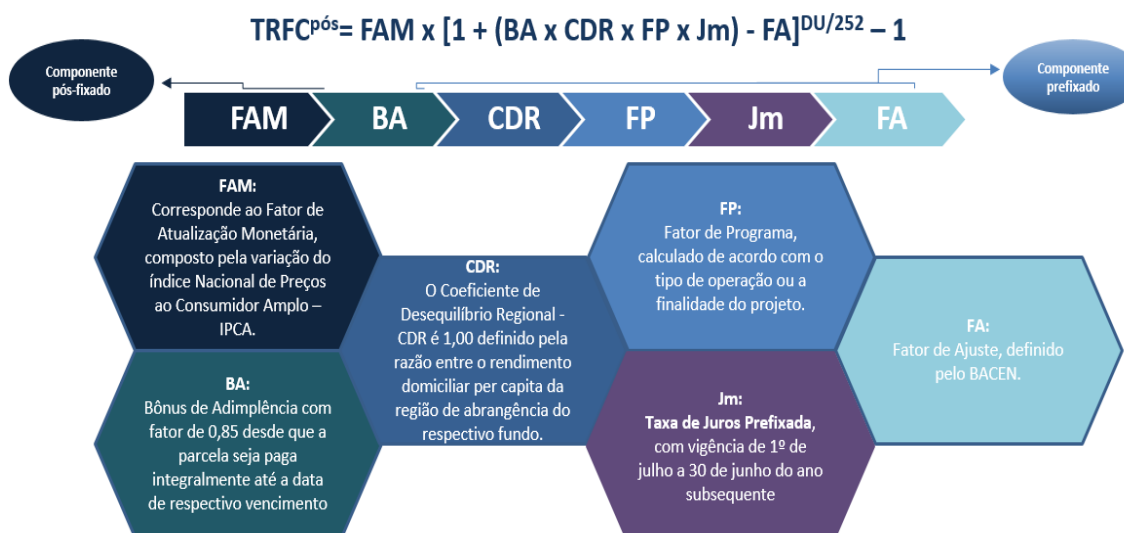 TRFCpós= FAM x [1 + (BA x CDR x FP x Jm) - FA]DU/252 – 1
Componente
pós-fixado
Componente
prefixado
FAM
BA
CDR
FP
Jm
FA
FAM:
Corresponde ao Fator de
Atualização Monetária,
composto pela variação do
índice Nacional de Preços
ao Consumidor Amplo –
IPCA.
BA:
Bônus de Adimplência com
fator de 0,85 desde que a
parcela seja paga
integralmente até a data
de respectivo vencimento
CDR:
O Coeficiente de
Desequilíbrio Regional -
CDR é 1,00 definido pela
razão entre o rendimento
domiciliar per capita da
região de abrangência do
respectivo fundo.
FP:
Fator de Programa,
calculado de acordo com o
tipo de operação ou a
finalidade do projeto.
Jm:
Taxa de Juros Prefixada,
com vigência de 1º de
julho a 30 de junho do ano
subsequente
FA:
Fator de Ajuste, definido
pelo BACEN.